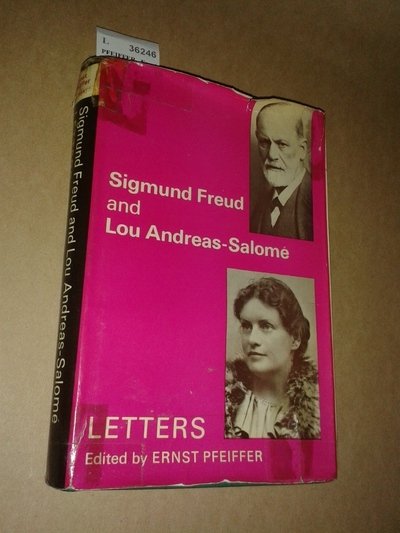 L 36246
PFEIFFER
Sigmund Freud
and
Lou Andreas-Salomé
LETTERS
Edited by ERNST PFEIFFER
Sigmund Freud and Lou Andreas-Salomé